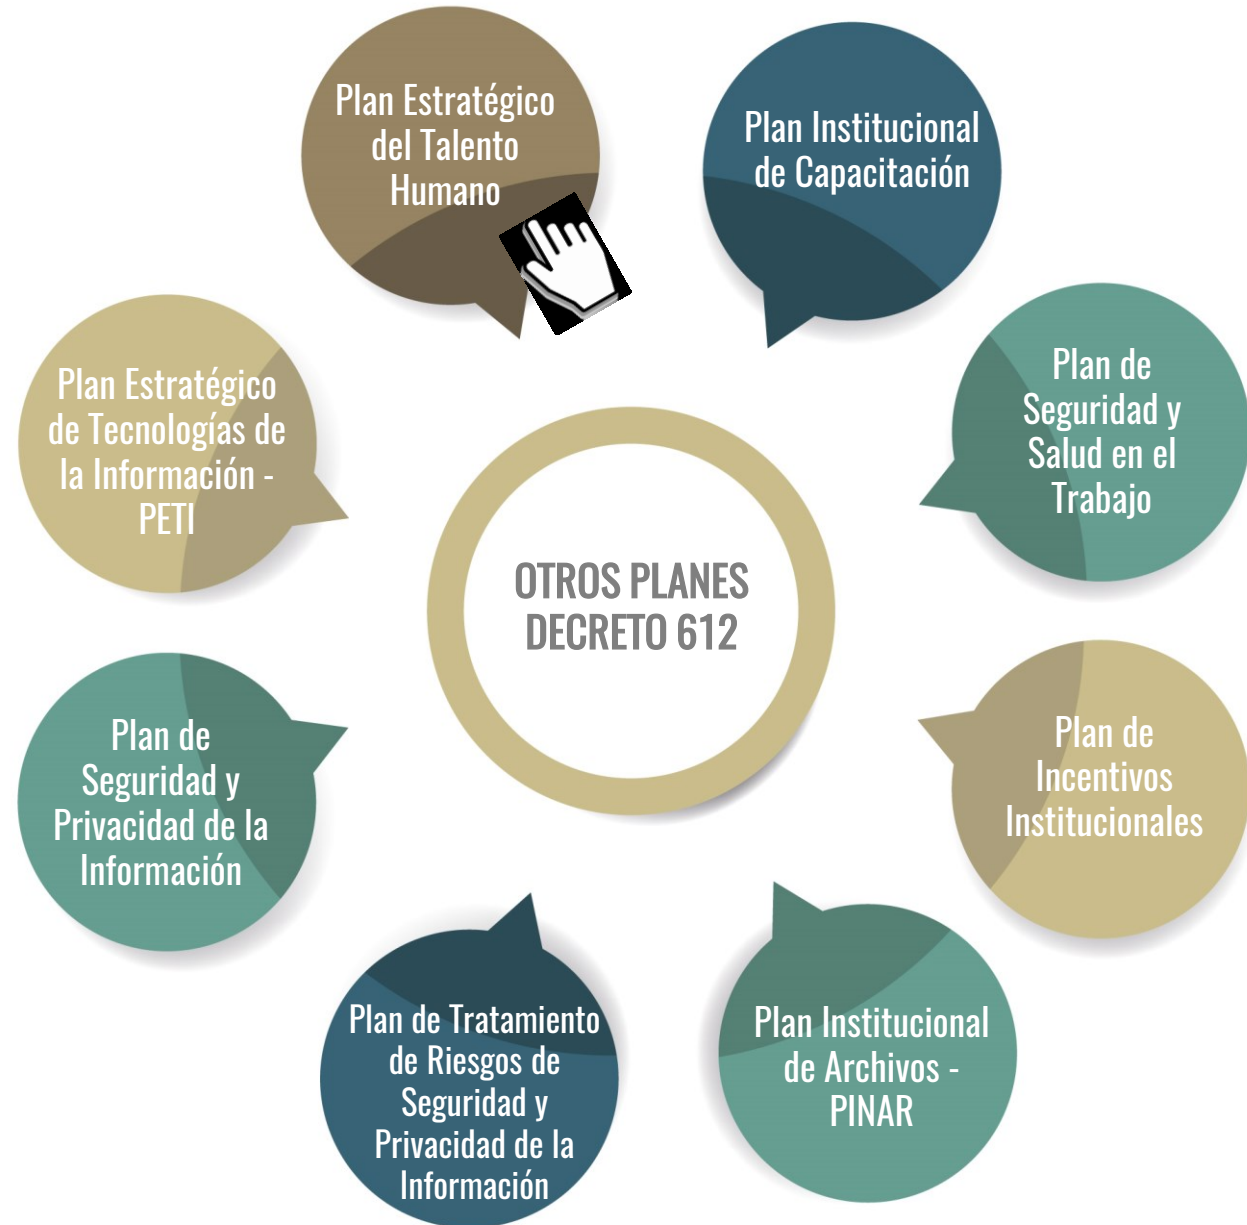 Plan Estratégico
del Talento
Humano
Plan Institucional
de Capacitación
Plan de
Seguridad y
Salud en el
Trabajo
Plan de
Incentivos
Institucionales
Plan Institucional
de Archivos -
PINAR
Plan de Tratamiento
de Riesgos de
Seguridad y
Privacidad de la
Información
Plan de
Seguridad y
Privacidad de la
Información
Plan Estratégico
de Tecnologías de
la Información -
PETI
OTROS PLANES
DECRETO 612